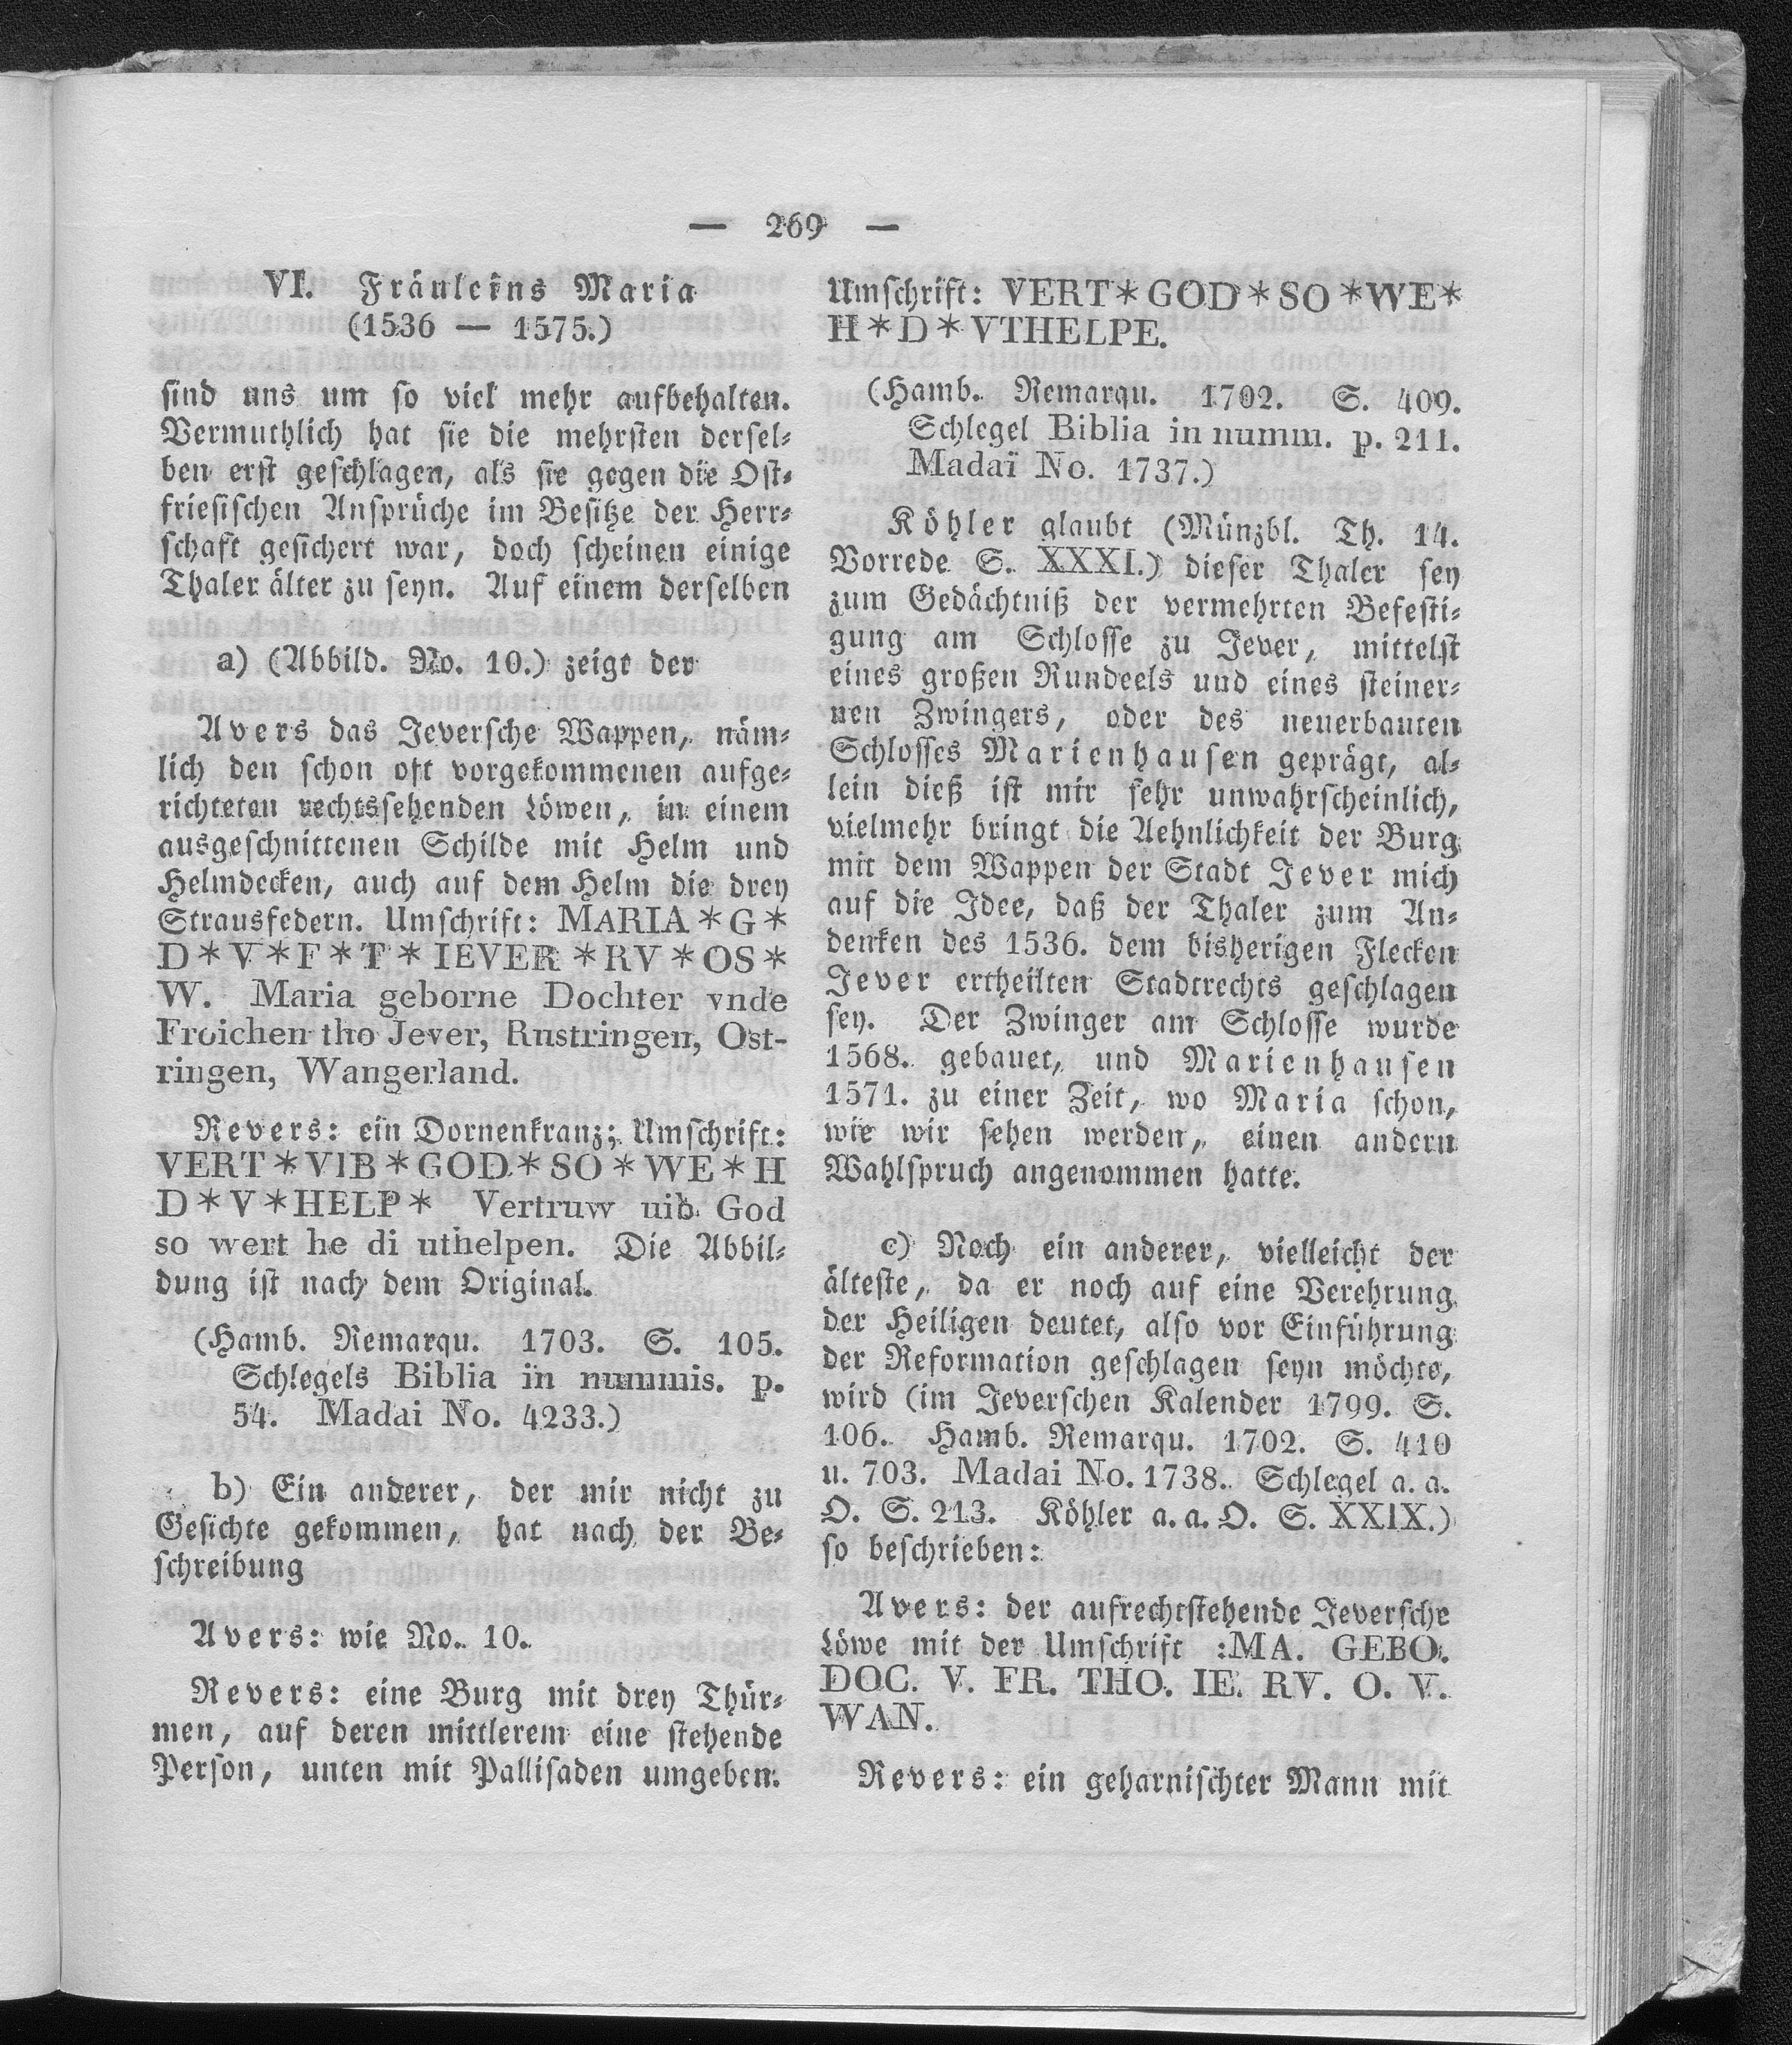 — 269 —
VI. Fräuleins Maria
(1536 — 1575.)
sind uns um so viel mehr aufbehalten.
Vermuthlich hat sie die mehrsten dersel-
ben erst geschlagen, als sie gegen die Ost-
friesischen Ansprüche im Besitze der Herr-
schaft gesichert war, doch scheinen einige
Thaler älter zu seyn. Auf einem derselben
a) (Abbild. No. 10.) zeigt der
Avers das Jeversche Wappen, näm-
lich den schon oft vorgekommenen aufge-
richteten rechtssehenden Löwen, in einem
ausgeschnittenen Schilde mit Helm und
Helmdecken, auch auf dem Helm die drey
Strausfedern. Umschrift: MARIA * G *
D * V * F * T * IEVER * RV * OS *
W. Maria geborne Dochter vnde
Froichen tho Jever, Rustringen, Ost-
ringen, Wangerland.
Revers: ein Dornenkranz; Umschrift:
VERT * VIB * GOD * SO * WE * H
D * V * HELP * Vertruw uib God
so wert he di uthelpen. Die Abbil-
dung ist nach dem Original.
(Hamb. Remarqu. 1703. S. 105.
Schlegels Biblia in nummis. p.
54. Madai No. 4233.)
b) Ein anderer, der mir nicht zu
Gesichte gekommen, hat nach der Be-
schreibung
Avers: wie No. 10.
Revers: eine Burg mit drey Thür-
men, auf deren mittlerem eine stehende
Person, unten mit Pallisaden umgeben.
Umschrift: VERT * GOD * SO * WE *
H * D * VTHELPE.
(Hamb. Remarqu. 1702. S. 409.
Schlegel Biblia in numm. p. 211.
Madaï No. 1737.)
Köhler glaubt (Münzbl. Th. 14.
Vorrede S. XXXI.) dieser Thaler sey
zum Gedächtniß der vermehrten Befesti-
gung am Schlosse zu Jever, mittelst
eines großen Rundeels und eines steiner-
nen Zwingers, oder des neuerbauten
Schlosses Marienhausen geprägt, al-
lein dieß ist mir sehr unwahrscheinlich,
vielmehr bringt die Aehnlichkeit der Burg
mit dem Wappen der Stadt Jever mich
auf die Idee, daß der Thaler zum An-
denken des 1536. dem bisherigen Flecken
Jever ertheilten Stadtrechts geschlagen
sey. Der Zwinger am Schlosse wurde
1568. gebauet, und Marienhausen
1571. zu einer Zeit, wo Maria schon,
wie wir sehen werden, einen andern
Wahlspruch angenommen hatte.
c) Noch ein anderer, vielleicht der
älteste, da er noch auf eine Verehrung
der Heiligen deutet, also vor Einführung
der Reformation geschlagen seyn möchte,
wird (im Jeverschen Kalender 1799. S.
106. Hamb. Remarqu. 1702. S. 410
u. 703. Madai No. 1738. Schlegel a. a.
O. S. 213. Köhler a. a. O. S. XXIX.)
so beschrieben:
Avers: der aufrechtstehende Jeversche
Löwe mit der Umschrift :MA. GEBO.
DOC. V. FR. THO. IE. RV. O. V.
WAN.
Revers: ein geharnischter Mann mit